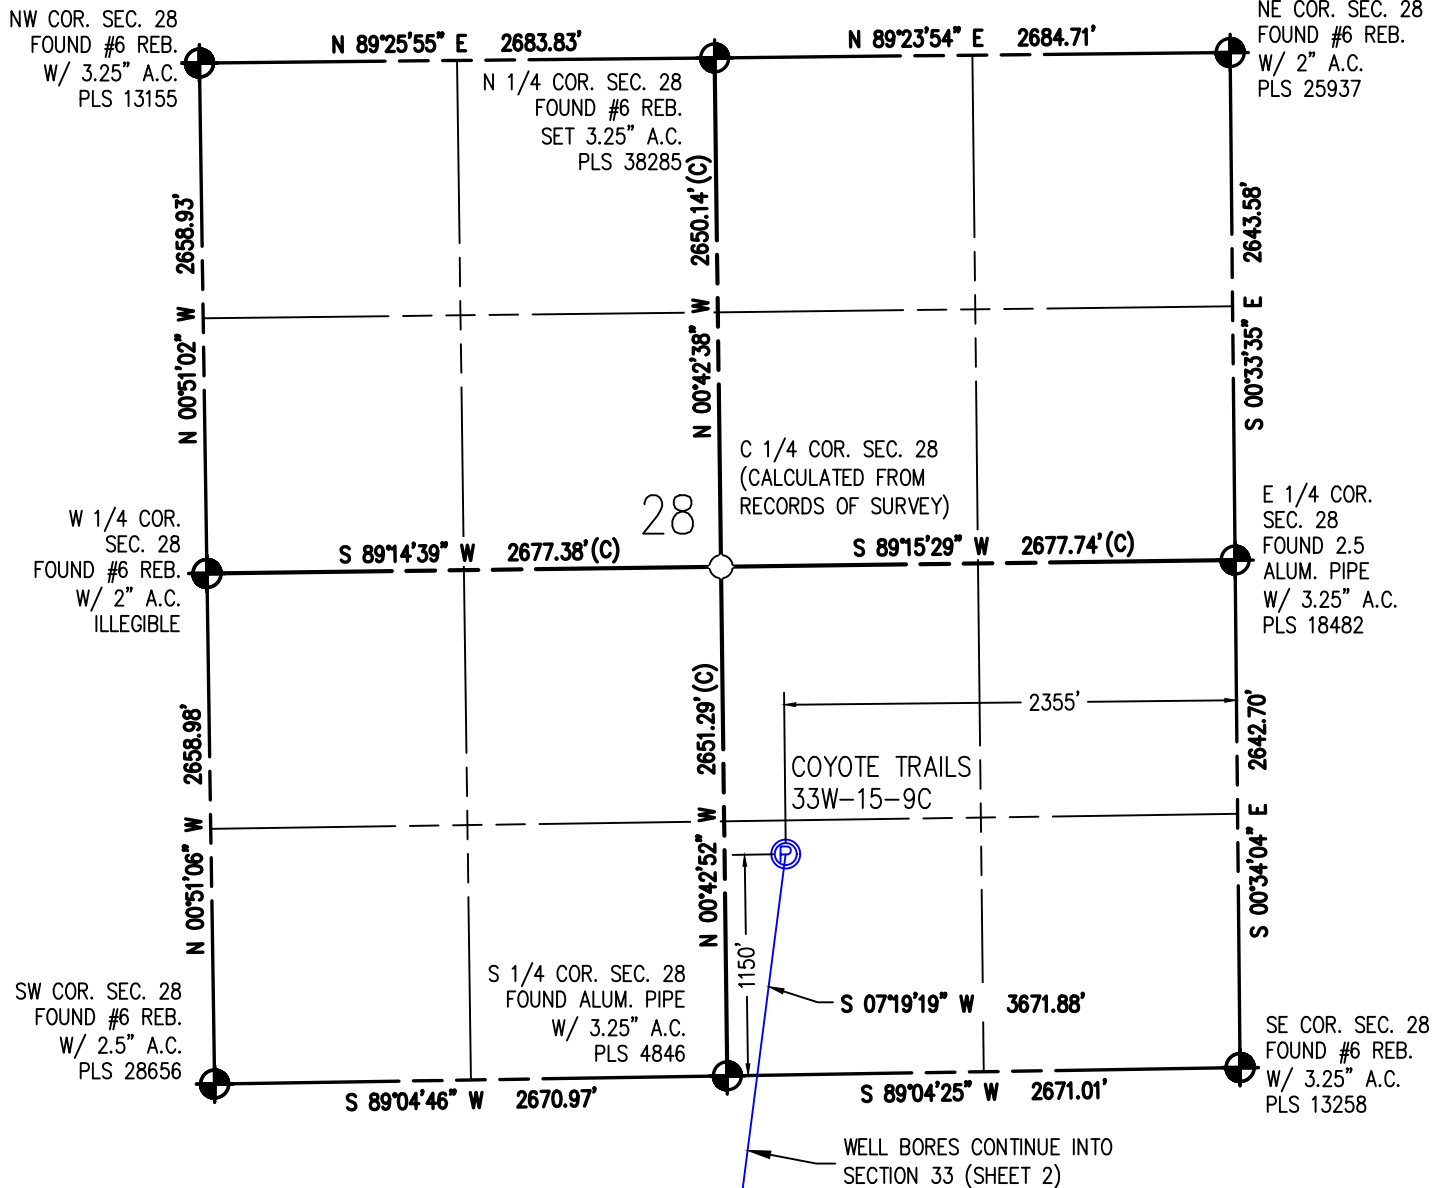 NW COR. SEC. 28
FOUND #6 REB.
W/ 3.25" A.C.
PLS 13155
N 89°25'55" E 2683.83'
N 1/4 COR. SEC. 28
FOUND #6 REB.
SET 3.25" A.C.
PLS 38285
N 89°23'54" E 2684.71'
NE COR. SEC. 28
FOUND #6 REB.
W/ 2" A.C.
PLS 25937
N 00°51'02" W 2658.93'
N 00°42'38" W 2650.14'(C)
S 00°33'35" E 2643.58'
C 1/4 COR. SEC. 28
(CALCULATED FROM
RECORDS OF SURVEY)
28
W 1/4 COR.
SEC. 28
FOUND #6 REB.
W/ 2" A.C.
ILLEGIBLE
S 89°14'39" W 2677.38'(C)
S 89°15'29" W 2677.74'(C)
E 1/4 COR.
SEC. 28
FOUND 2.5
ALUM. PIPE
W/ 3.25" A.C.
PLS 18482
N 00°51'06" W 2658.98'
N 00°42'52" W 2651.29'(C)
2355'
S 00°34'04" E 2642.70'
COYOTE TRAILS
33W-15-9C
P
1150'
S 07°19'19" W 3671.88'
SW COR. SEC. 28
FOUND #6 REB.
W/ 2.5" A.C.
PLS 28656
S 1/4 COR. SEC. 28
FOUND ALUM. PIPE
W/ 3.25" A.C.
PLS 4846
SE COR. SEC. 28
FOUND #6 REB.
W/ 3.25" A.C.
PLS 13258
S 89°04'46" W 2670.97'
S 89°04'25" W 2671.01'
WELL BORES CONTINUE INTO
SECTION 33 (SHEET 2)